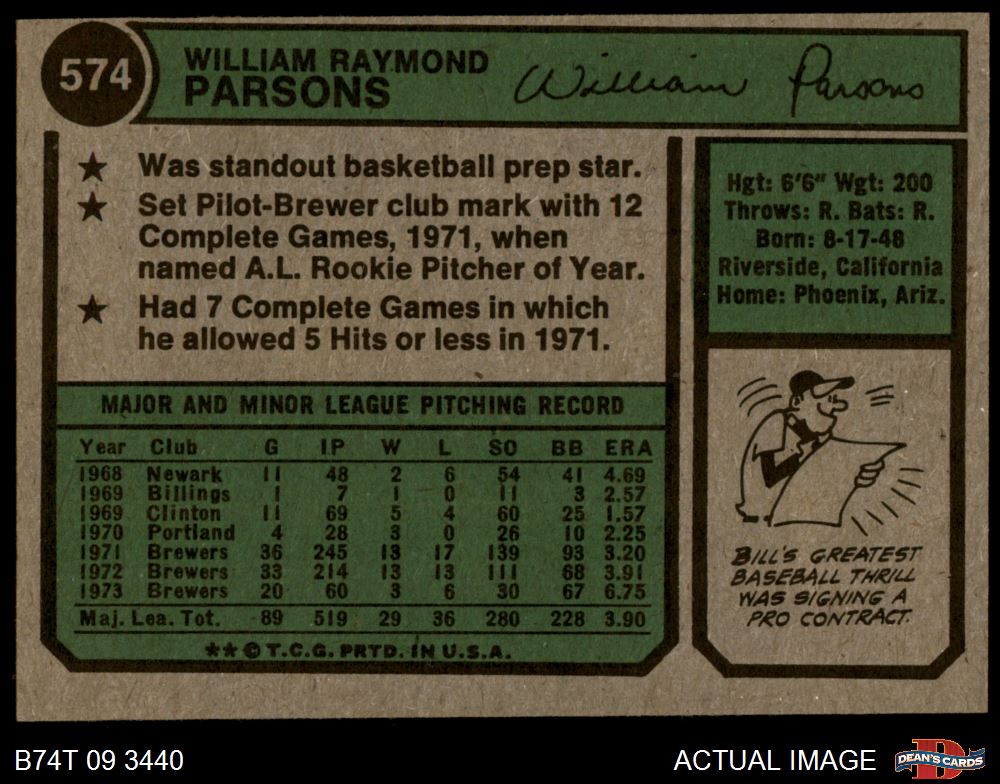 574
WILLIAM RAYMOND
PARSONS
William Parsons
★ Was standout basketball prep star.
★ Set Pilot-Brewer club mark with 12
Complete Games, 1971, when
named A.L. Rookie Pitcher of Year.
★ Had 7 Complete Games in which
he allowed 5 Hits or less in 1971.
Hgt: 6'6" Wgt: 200
Throws: R. Bats: R.
Born: 8-17-48
Riverside, California
Home: Phoenix, Ariz.
MAJOR AND MINOR LEAGUE PITCHING RECORD
Year Club G IP W L SO BB ERA
1968 Newark 11 48 2 6 54 41 4.69
1969 Billings 1 7 1 0 11 3 2.57
1969 Clinton 11 69 5 4 60 25 1.57
1970 Portland 4 28 3 0 26 10 2.25
1971 Brewers 36 245 13 17 139 93 3.20
1972 Brewers 33 214 13 13 111 68 3.91
1973 Brewers 20 60 3 6 30 67 6.75
Maj. Lea. Tot. 89 519 29 36 280 228 3.90
★★©T.C.G. PRTD. IN U.S.A.
BILL'S GREATEST
BASEBALL THRILL
WAS SIGNING A
PRO CONTRACT.
B74T 09 3440
ACTUAL IMAGE
D
DEAN'S CARDS